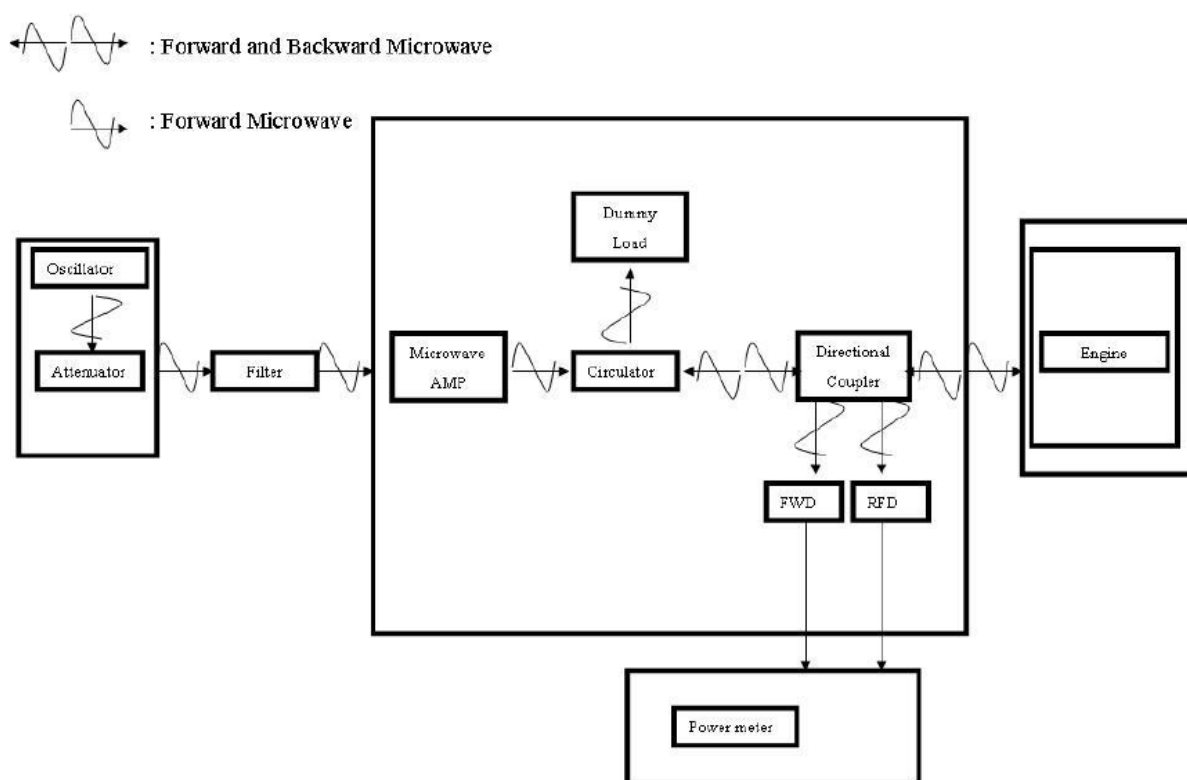 : Forward and Backward Microwave
: Forward Microwave
Dummy
Load
Oscillator
Attenuator
Filter
Microwave
AMP
Circulator
Directional
Coupler
Engine
FWD
RFD
Power meter